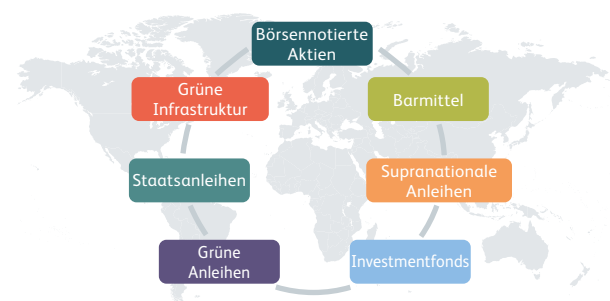 Börsennotierte
Aktien
Grüne
Infrastruktur
Barmittel
Staatsanleihen
Supranationale
Anleihen
Grüne
Anleihen
Investmentfonds